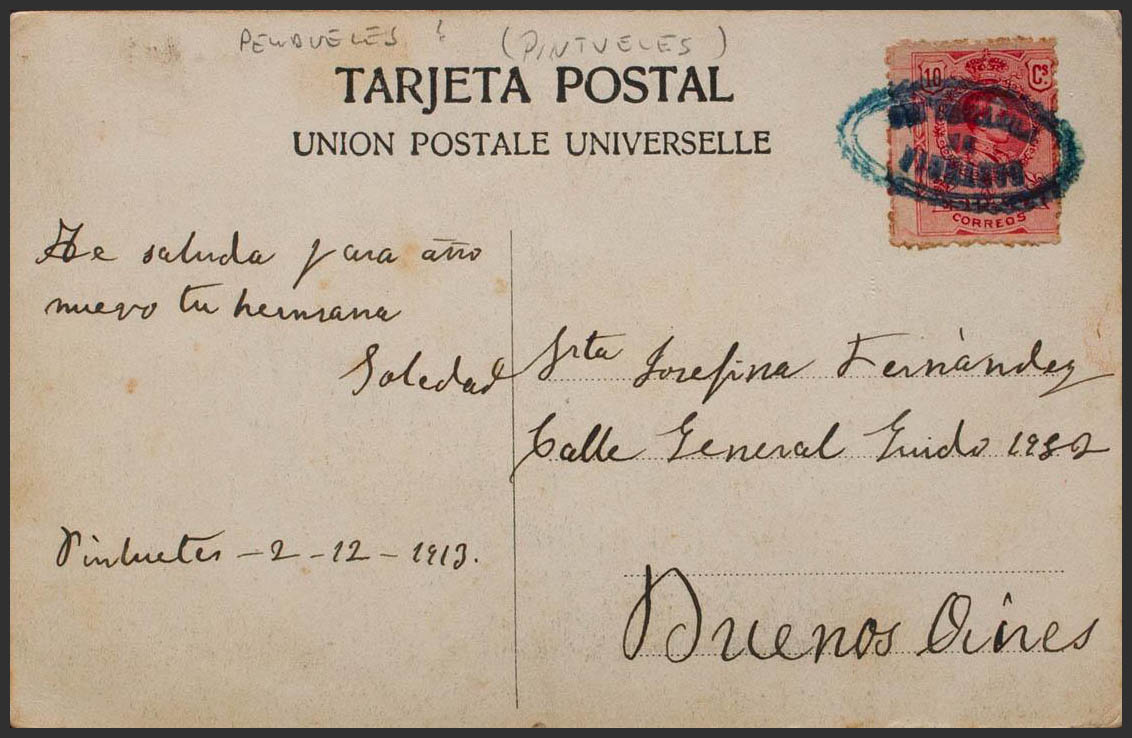 PENDUELES ? (PINTUELES)
TARJETA POSTAL
UNION POSTALE UNIVERSELLE
10 Cs.
CORREOS
Te saluda para año
nuevo tu hermana
Soledad
Srta Josefina Fernández
Calle General Guido 1982
Pintueles - 2 - 12 - 1913.
Buenos Aires